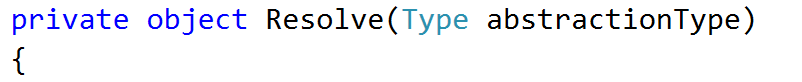 private object Resolve(Type abstractionType)
{